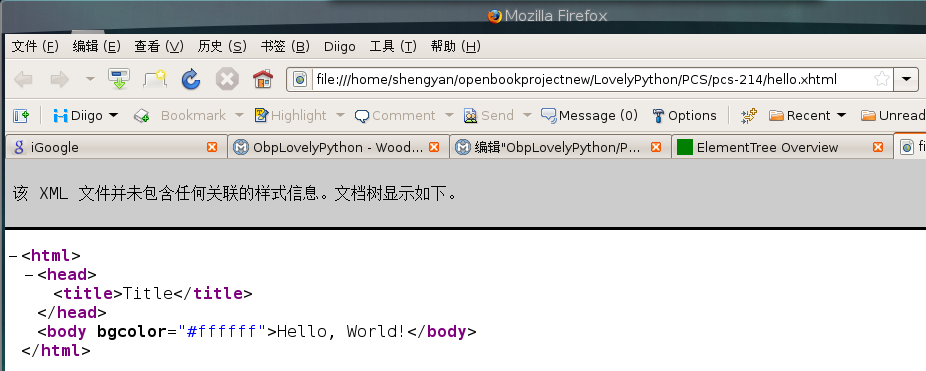 Mozilla Firefox
文件 (F) 编辑 (E) 查看 (V) 历史 (S) 书签 (B) Diigo 工具 (T) 帮助 (H)
file:///home/shengyan/openbookprojectnew/LovelyPython/PCS/pcs-214/hello.xhtml
Diigo Bookmark Highlight Comment Send Message (0) Options Recent Unread
iGoogle ObpLovelyPython - Wood... 编辑"ObpLovelyPython/P... ElementTree Overview fi
该 XML 文件并未包含任何关联的样式信息。文档树显示如下。
−<html>
−<head>
<title>Title</title>
</head>
<body bgcolor="#ffffff">Hello, World!</body>
</html>